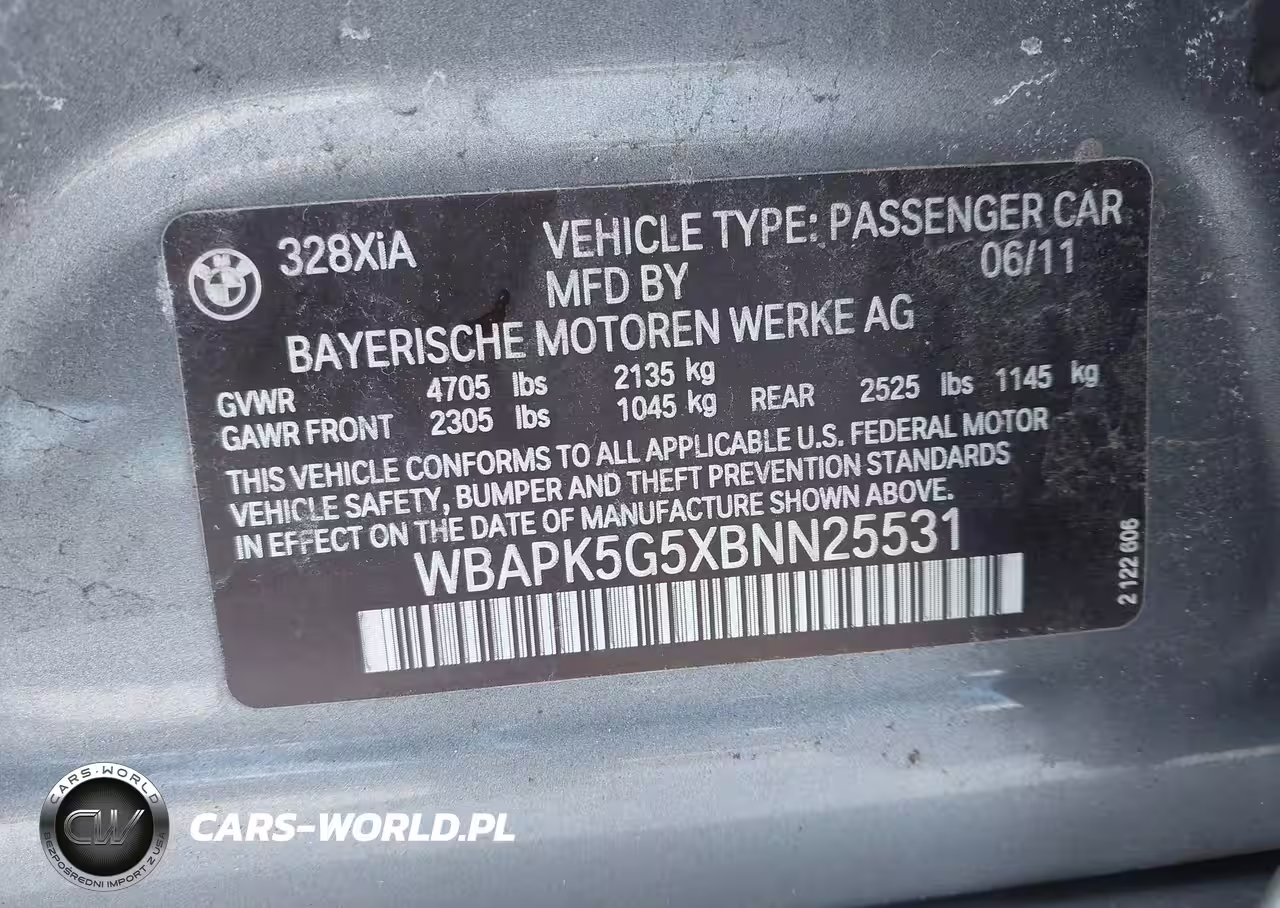 328XiA VEHICLE TYPE: PASSENGER CAR
MFD BY 06/11
BAYERISCHE MOTOREN WERKE AG
GVWR 4705 lbs 2135 kg
GAWR FRONT 2305 lbs 1045 kg REAR 2525 lbs 1145 kg
THIS VEHICLE CONFORMS TO ALL APPLICABLE U.S. FEDERAL MOTOR
VEHICLE SAFETY, BUMPER AND THEFT PREVENTION STANDARDS
IN EFFECT ON THE DATE OF MANUFACTURE SHOWN ABOVE.
WBAPK5G5XBNN25531
2 122 606
CARS-WORLD
CW
BEZPOŚREDNI IMPORT Z USA
CARS-WORLD.PL